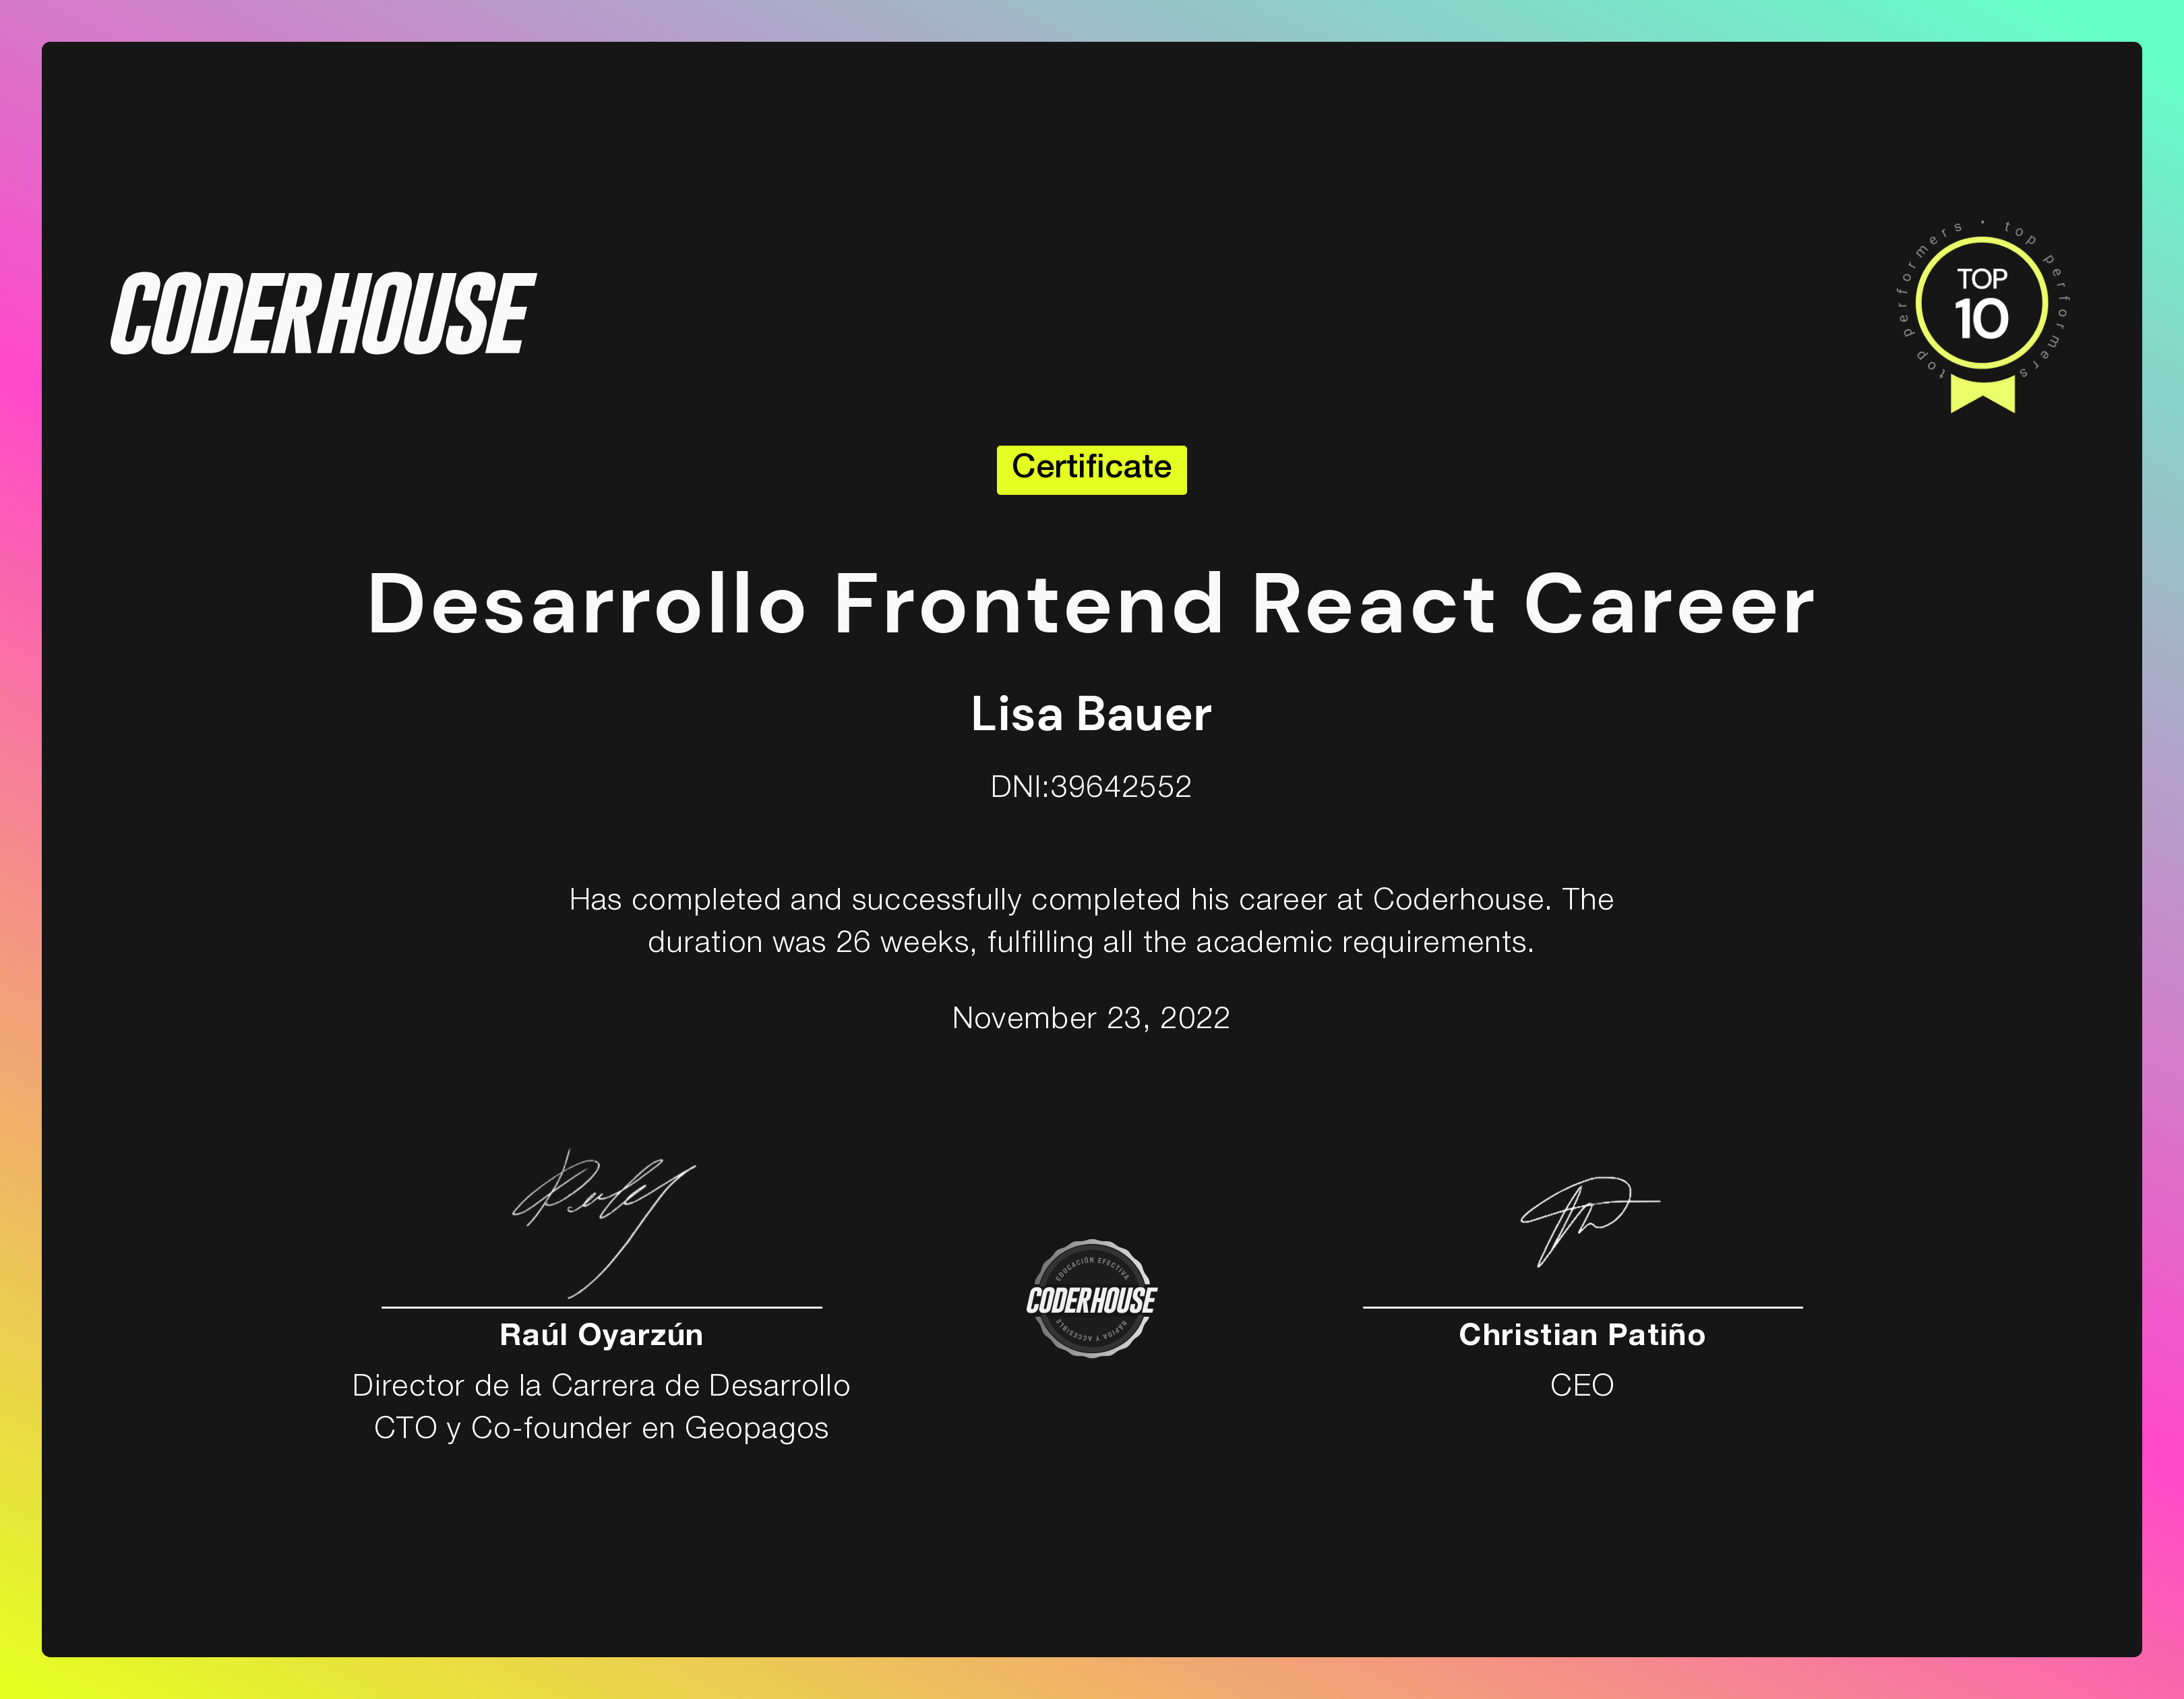 CODERHOUSE
top performers • top performers
TOP
10
Certificate
Desarrollo Frontend React Career
Lisa Bauer
DNI:39642552
Has completed and successfully completed his career at Coderhouse. The
duration was 26 weeks, fulfilling all the academic requirements.
November 23, 2022
Raúl Oyarzún
Director de la Carrera de Desarrollo
CTO y Co-founder en Geopagos
EDUCACIÓN EFECTIVA
CODERHOUSE
RÁPIDA Y ACCESIBLE
Christian Patiño
CEO